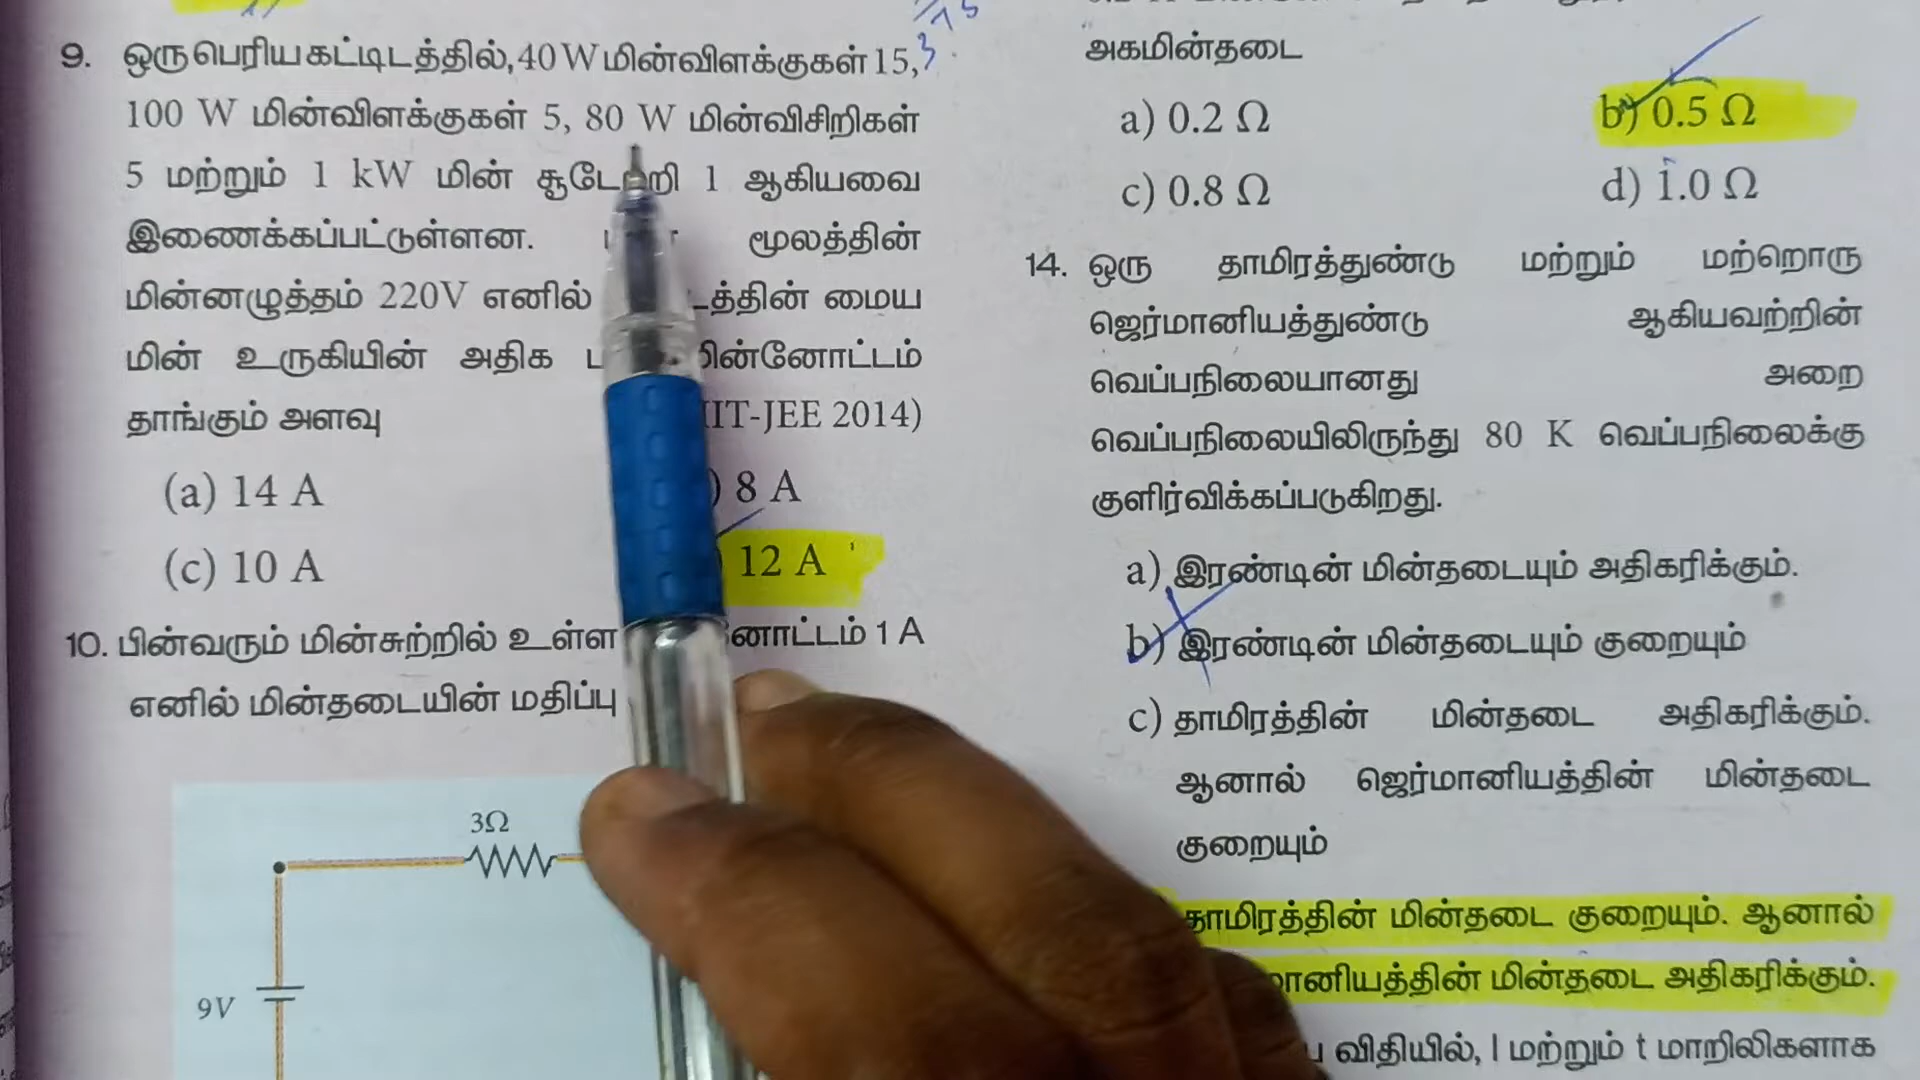 9. ஒரு பெரிய கட்டிடத்தில், 40 W மின்விளக்குகள் 15,
100 W மின்விளக்குகள் 5, 80 W மின்விசிறிகள்
5 மற்றும் 1 kW மின் 1 ஆகியவை
இணைக்கப்பட்டுள்ளன. மூலத்தின்
மின்னழுத்தம் 220V எனில் மைய
மின் உருகியின் அதிக
தாங்கும் அளவு IIT-JEE 2014)
(a) 14 A ) 8 A
(c) 10 A 12 A
10. பின்வரும் மின்சுற்றில் உள்ள 1 A
எனில் மின்தடையின் மதிப்பு
3Ω
9V
அகமின்தடை
a) 0.2 Ω b) 0.5 Ω
c) 0.8 Ω d) 1.0 Ω
14. ஒரு தாமிரத்துண்டு மற்றும் மற்றொரு
ஜெர்மானியத்துண்டு ஆகியவற்றின்
வெப்பநிலையானது அறை
வெப்பநிலையிலிருந்து 80 K வெப்பநிலைக்கு
குளிர்விக்கப்படுகிறது.
a) இரண்டின் மின்தடையும் அதிகரிக்கும்.
b) இரண்டின் மின்தடையும் குறையும்
c) தாமிரத்தின் மின்தடை அதிகரிக்கும்.
ஆனால் ஜெர்மானியத்தின் மின்தடை
குறையும்
தாமிரத்தின் மின்தடை குறையும். ஆனால்
மின்தடை அதிகரிக்கும்.
விதியில், I மற்றும் t மாறிலிகளாக